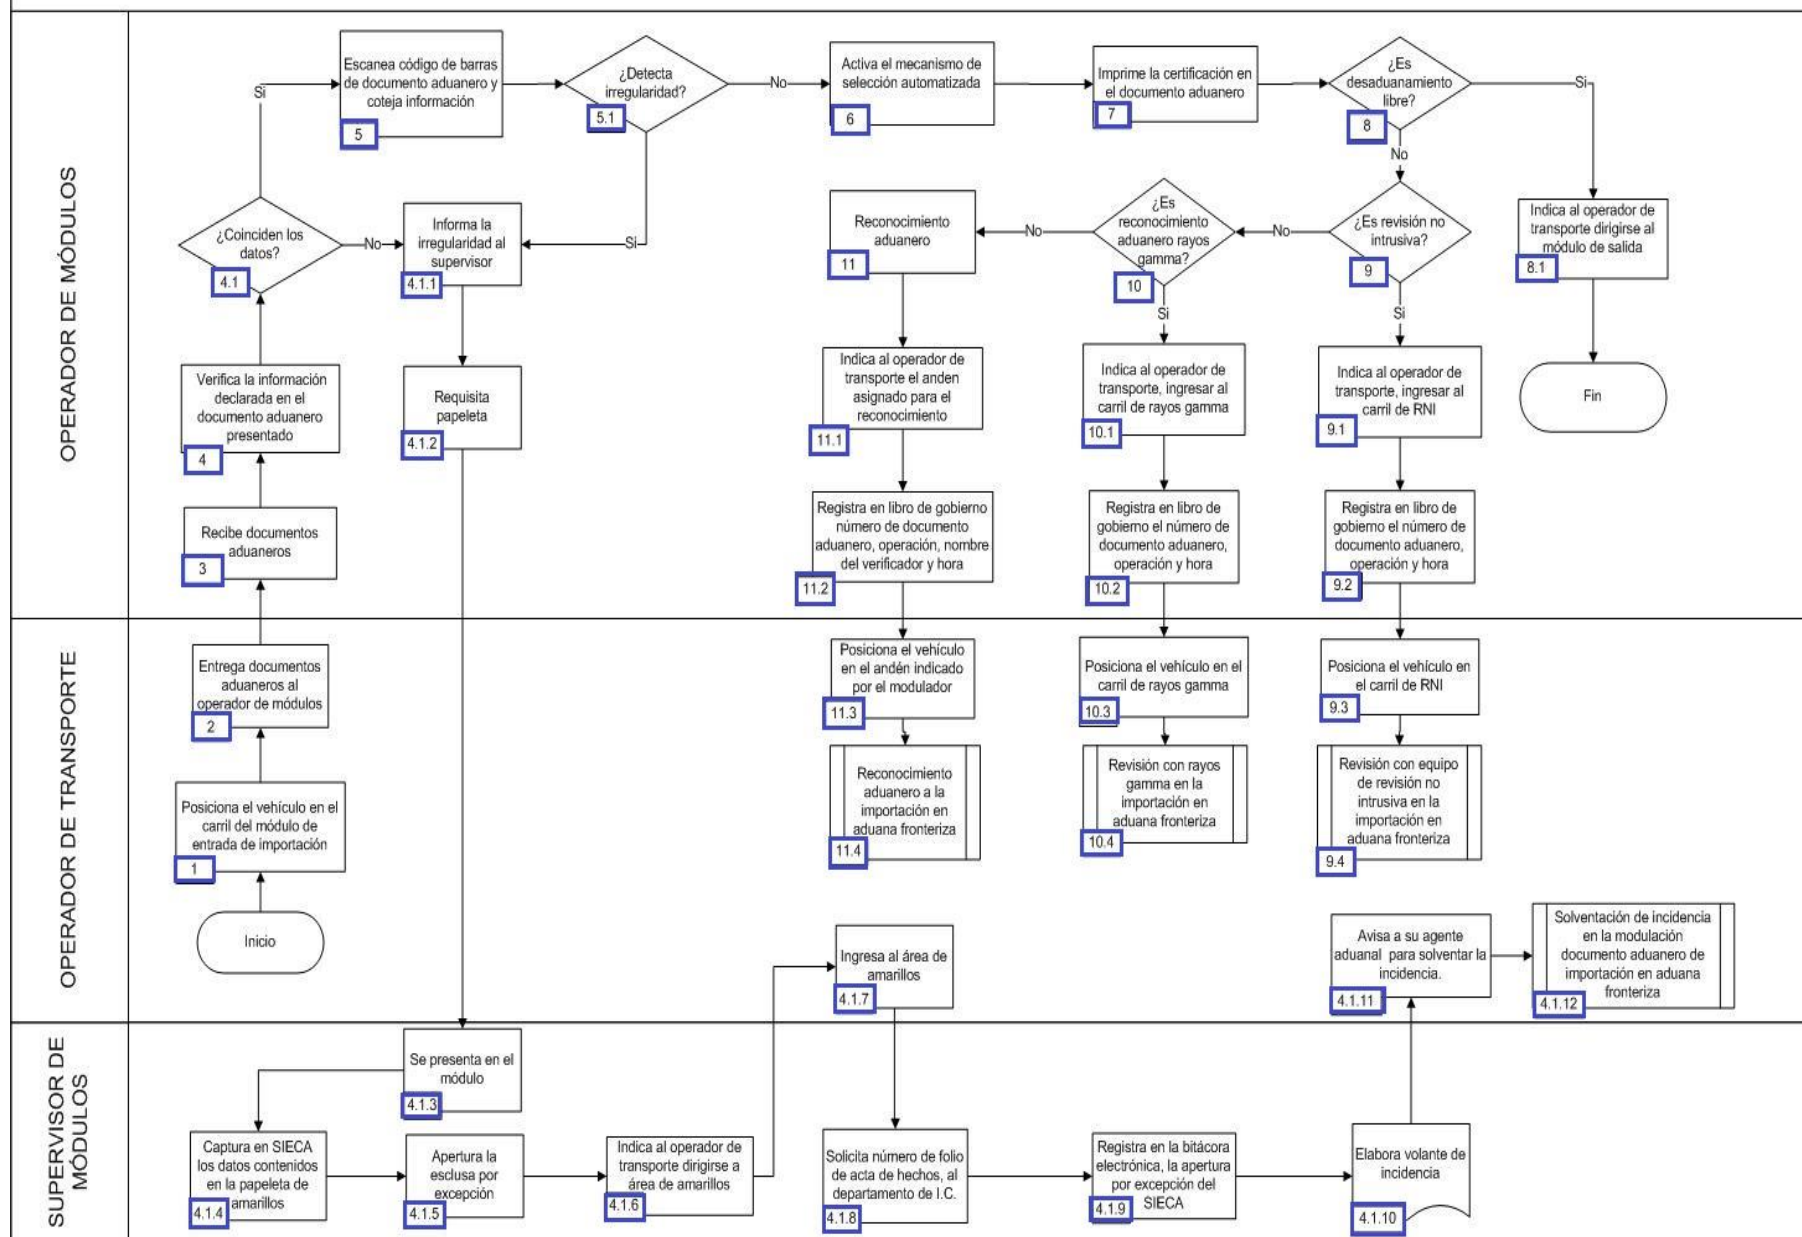 OPERADOR DE MÓDULOS
Escanea código de barras
de documento aduanero y
coteja información
5
¿Detecta
irregularidad?
5.1
No
Activa el mecanismo de
selección automatizada
6
Imprime la certificación en
el documento aduanero
7
¿Es
desaduanamiento
libre?
8
Si
Si
No
¿Coinciden los
datos?
4.1
No
Informa la
irregularidad al
supervisor
4.1.1
Si
Reconocimiento
aduanero
11
No
¿Es
reconocimiento
aduanero rayos
gamma?
10
No
¿Es revisión no
intrusiva?
9
Indica al operador de
transporte dirigirse al
módulo de salida
8.1
Si
Si
Verifica la información
declarada en el
documento aduanero
presentado
4
Requisita
papeleta
4.1.2
Indica al operador de
transporte el anden
asignado para el
reconocimiento
11.1
Indica al operador de
transporte, ingresar al
carril de rayos gamma
10.1
Indica al operador de
transporte, ingresar al
carril de RNI
9.1
Fin
Recibe documentos
aduaneros
3
Registra en libro de gobierno
número de documento
aduanero, operación, nombre
del verificador y hora
11.2
Registra en libro de
gobierno el número de
documento aduanero,
operación y hora
10.2
Registra en libro de
gobierno el número de
documento aduanero,
operación y hora
9.2
OPERADOR DE TRANSPORTE
Entrega documentos
aduaneros al
operador de módulos
2
Posiciona el vehículo
en el andén indicado
por el modulador
11.3
Posiciona el vehículo en el
carril de rayos gamma
10.3
Posiciona el vehículo en
el carril de RNI
9.3
Posiciona el vehículo en el
carril del módulo de
entrada de importación
1
Reconocimiento
aduanero a la
importación en
aduana fronteriza
11.4
Revisión con rayos
gamma en la
importación en
aduana fronteriza
10.4
Revisión con equipo
de revisión no
intrusiva en la
importación en
aduana fronteriza
9.4
Inicio
Ingresa al área de
amarillos
4.1.7
Avisa a su agente
aduanal para solventar la
incidencia.
4.1.11
Solventación de incidencia
en la modulación
documento aduanero de
importación en aduana
fronteriza
4.1.12
SUPERVISOR DE
MÓDULOS
Se presenta en el
módulo
4.1.3
Captura en SIECA
los datos contenidos
en la papeleta de
amarillos
4.1.4
Apertura la
esclusa por
excepción
4.1.5
Indica al operador de
transporte dirigirse a
área de amarillos
4.1.6
Solicita número de folio
de acta de hechos, al
departamento de I.C.
4.1.8
Registra en la bitácora
electrónica, la apertura
por excepción del
SIECA
4.1.9
Elabora volante de
incidencia
4.1.10